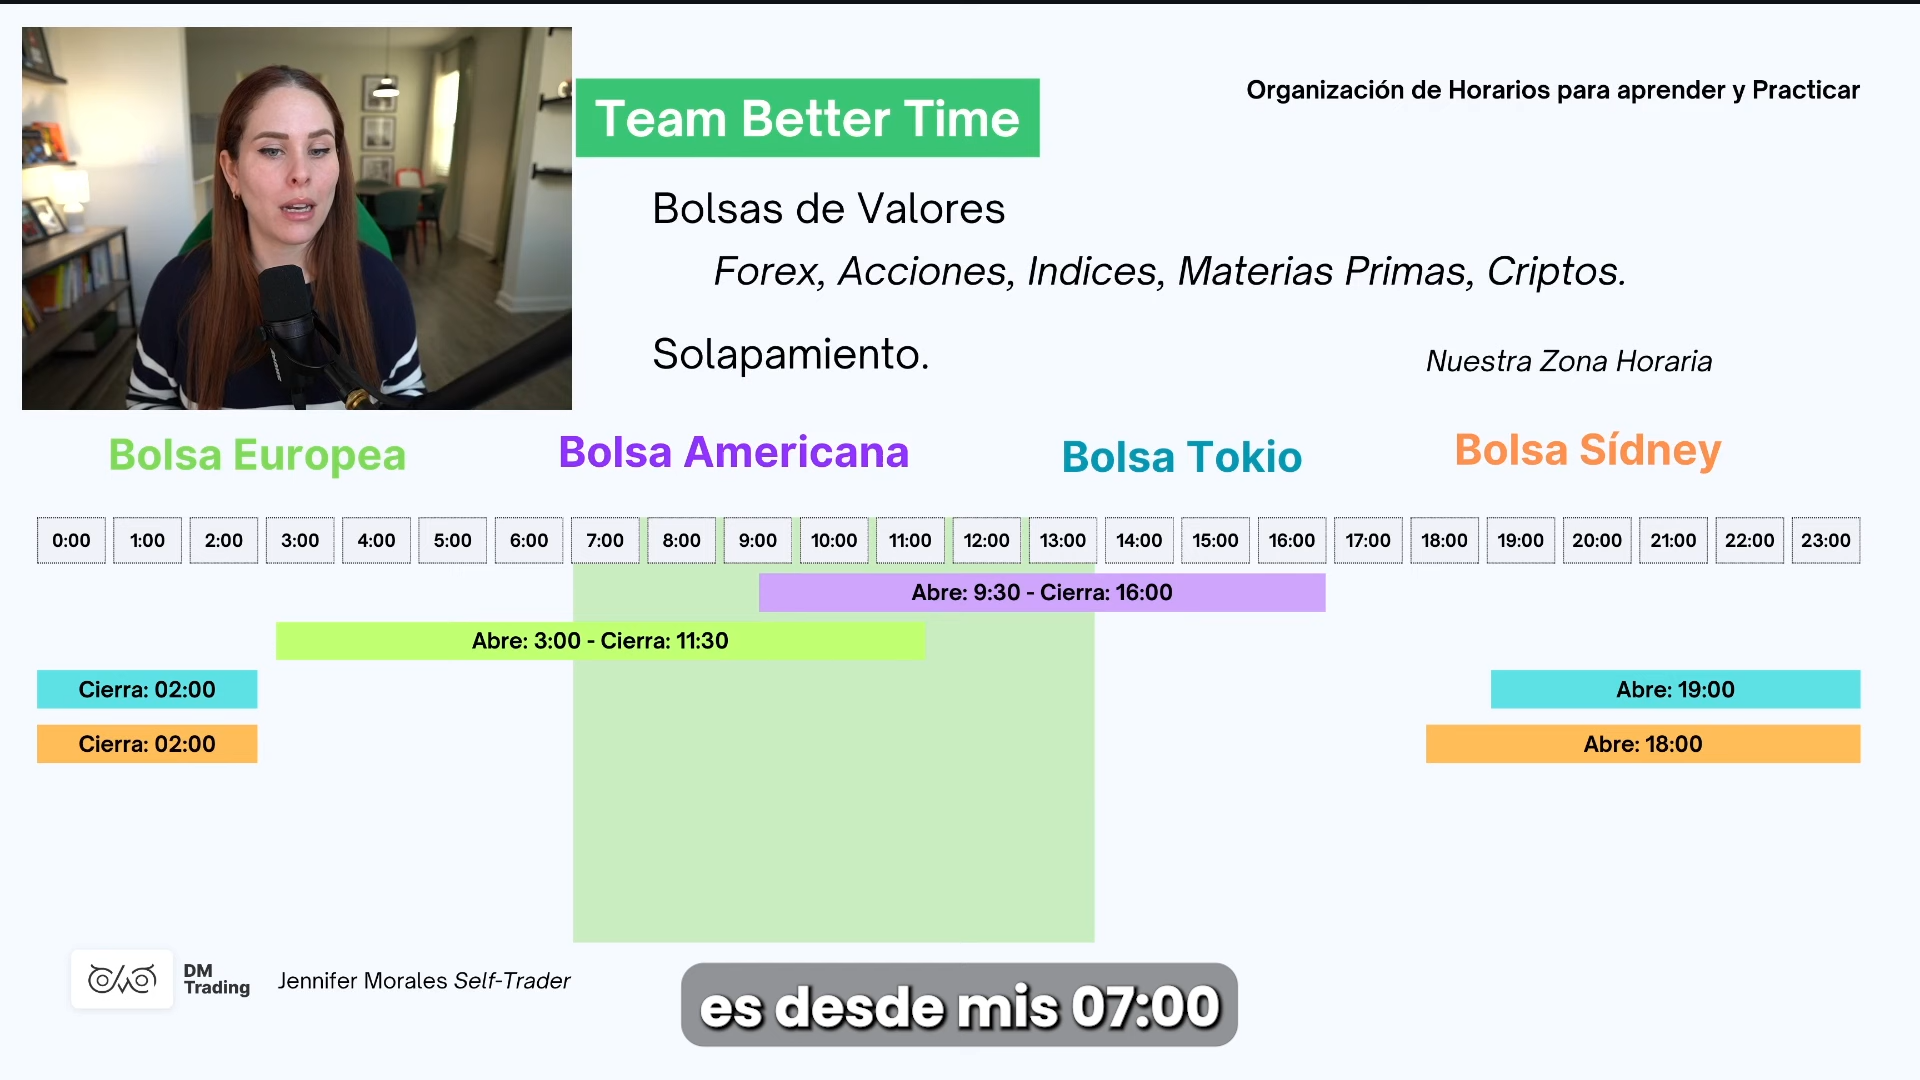 Team Better Time
Organización de Horarios para aprender y Practicar
Bolsas de Valores
Forex, Acciones, Indices, Materias Primas, Criptos.
Solapamiento.
Nuestra Zona Horaria
Bolsa Europea
Bolsa Americana
Bolsa Tokio
Bolsa Sídney
0:00 1:00 2:00 3:00 4:00 5:00 6:00 7:00 8:00 9:00 10:00 11:00 12:00 13:00 14:00 15:00 16:00 17:00 18:00 19:00 20:00 21:00 22:00 23:00
Abre: 9:30 - Cierra: 16:00
Abre: 3:00 - Cierra: 11:30
Cierra: 02:00
Abre: 19:00
Cierra: 02:00
Abre: 18:00
DM
Trading
Jennifer Morales Self-Trader
es desde mis 07:00